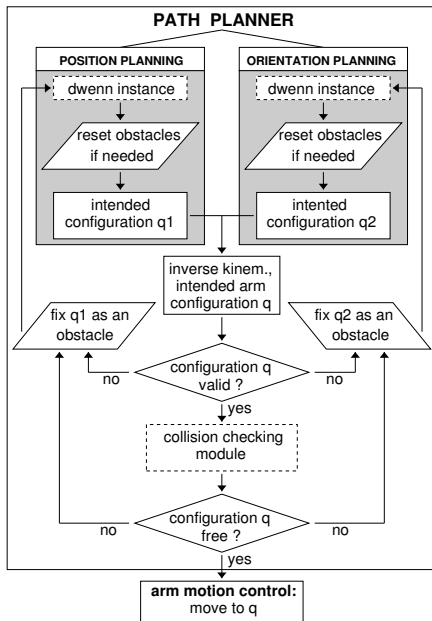 PATH PLANNER
POSITION PLANNING
ORIENTATION PLANNING
dwenn instance
dwenn instance
reset obstacles
if needed
reset obstacles
if needed
intended
configuration q1
intented
configuration q2
inverse kinem.,
intended arm
configuration q
fix q1 as an
obstacle
fix q2 as an
obstacle
no
configuration q
valid ?
no
yes
collision checking
module
no
configuration q
free ?
no
yes
arm motion control:
move to q